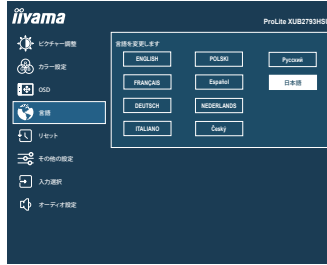 iiyama
ProLite XUB2793HS
ピクチャー調整
カラー設定
OSD
言語
リセット
その他の設定
入力選択
オーディオ設定
言語を変更します
ENGLISH POLSKI Русский
FRANÇAIS Español 日本語
DEUTSCH NEDERLANDS
ITALIANO Český